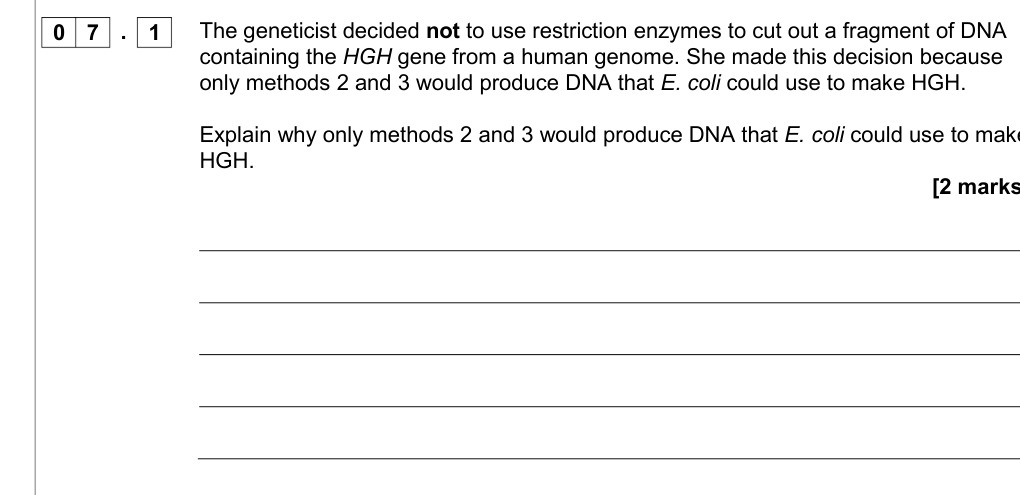 0 7 . 1 The geneticist decided not to use restriction enzymes to cut out a fragment of DNA
containing the HGH gene from a human genome. She made this decision because
only methods 2 and 3 would produce DNA that E. coli could use to make HGH.
Explain why only methods 2 and 3 would produce DNA that E. coli could use to mak
HGH.
[2 marks